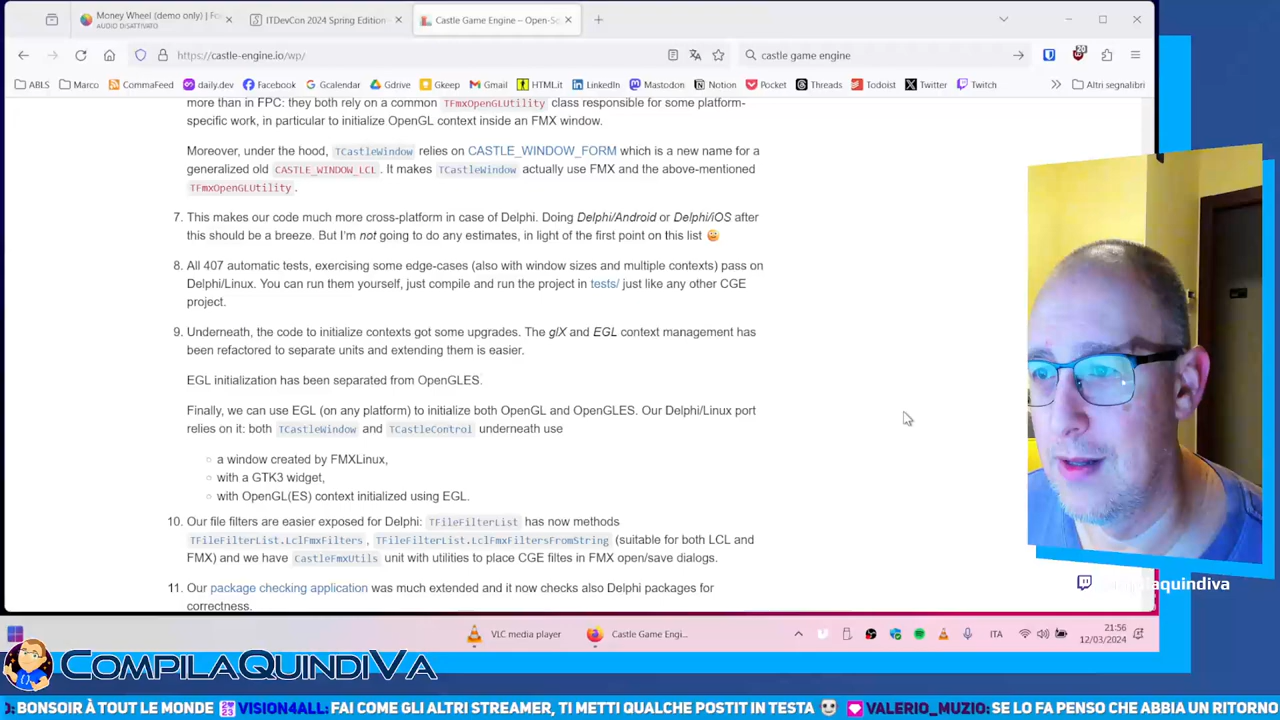 Money Wheel (demo only) | Fo
AUDIO DISATTIVATO
ITDevCon 2024 Spring Edition
Castle Game Engine – Open-So
https://castle-engine.io/wp/
castle game engine
20
ABLS
Marco
CommaFeed
daily.dev
Facebook
Gcalendar
Gdrive
Gkeep
Gmail
HTMLit
LinkedIn
Mastodon
Notion
Pocket
Threads
Todoist
Twitter
Twitch
Altri segnalibri
more than in FPC: they both rely on a common TFmxOpenGLUtility class responsible for some platform-
specific work, in particular to initialize OpenGL context inside an FMX window.
Moreover, under the hood, TCastleWindow relies on CASTLE_WINDOW_FORM which is a new name for a
generalized old CASTLE_WINDOW_LCL. It makes TCastleWindow actually use FMX and the above-mentioned
TFmxOpenGLUtility.
7. This makes our code much more cross-platform in case of Delphi. Doing Delphi/Android or Delphi/iOS after
this should be a breeze. But I'm not going to do any estimates, in light of the first point on this list
8. All 407 automatic tests, exercising some edge-cases (also with window sizes and multiple contexts) pass on
Delphi/Linux. You can run them yourself, just compile and run the project in tests/ just like any other CGE
project.
9. Underneath, the code to initialize contexts got some upgrades. The glX and EGL context management has
been refactored to separate units and extending them is easier.
EGL initialization has been separated from OpenGLES.
Finally, we can use EGL (on any platform) to initialize both OpenGL and OpenGLES. Our Delphi/Linux port
relies on it: both TCastleWindow and TCastleControl underneath use
a window created by FMXLinux,
with a GTK3 widget,
with OpenGL(ES) context initialized using EGL.
10. Our file filters are easier exposed for Delphi: TFileFilterList has now methods
TFileFilterList.LclFmxFilters, TFileFilterList.LclFmxFiltersFromString (suitable for both LCL and
FMX) and we have CastleFmxUtils unit with utilities to place CGE filtes in FMX open/save dialogs.
11. Our package checking application was much extended and it now checks also Delphi packages for
correctness.
VLC media player
Castle Game Engi...
ITA
21:56
12/03/2024
COMPILAQUINDIVA
BONSOIR À TOUT LE MONDE VISION4ALL: FAI COME GLI ALTRI STREAMER, TI METTI QUALCHE POSTIT IN TESTA VALERIO_MUZIO: SE LO FA PENSO CHE ABBIA UN RITORNO